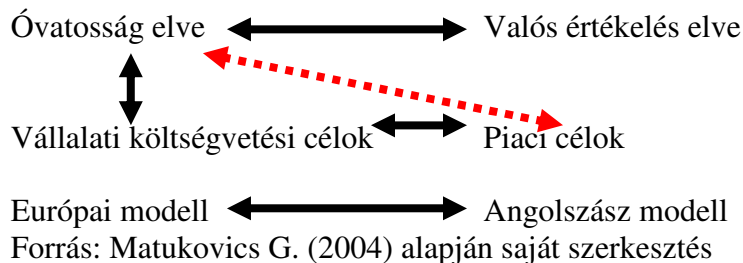 Óvatosság elve Valós értékelés elve
Vállalati költségvetési célok Piaci célok
Európai modell Angolszász modell
Forrás: Matukovics G. (2004) alapján saját szerkesztés